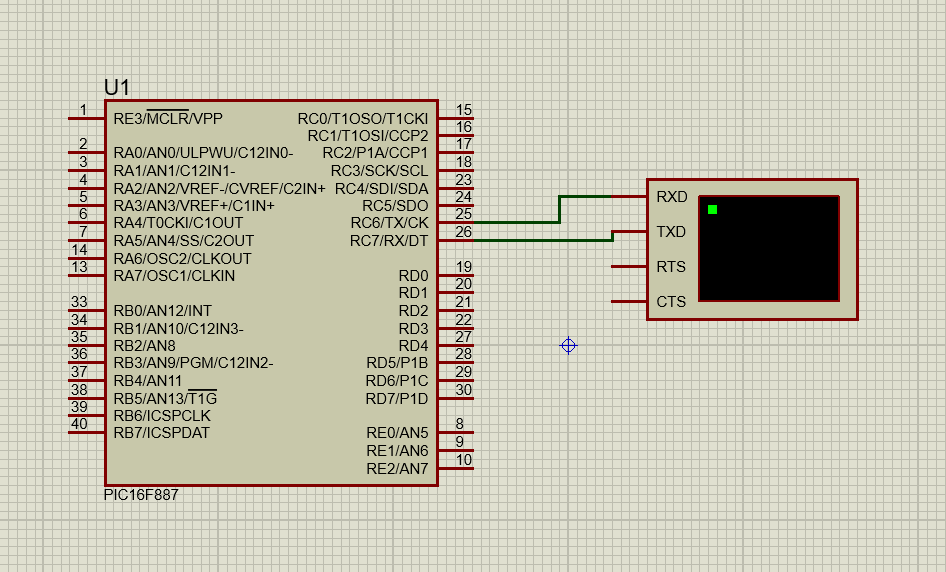 U1
1 RE3/MCLR/VPP RC0/T1OSO/T1CKI 15
RC1/T1OSI/CCP2 16
2 RA0/AN0/ULPWU/C12IN0- RC2/P1A/CCP1 17
3 RA1/AN1/C12IN1- RC3/SCK/SCL 18
4 RA2/AN2/VREF-/CVREF/C2IN+ RC4/SDI/SDA 23
5 RA3/AN3/VREF+/C1IN+ RC5/SDO 24
6 RA4/T0CKI/C1OUT RC6/TX/CK 25
7 RA5/AN4/SS/C2OUT RC7/RX/DT 26
14 RA6/OSC2/CLKOUT
13 RA7/OSC1/CLKIN RD0 19
RD1 20
33 RB0/AN12/INT RD2 21
34 RB1/AN10/C12IN3- RD3 22
35 RB2/AN8 RD4 27
36 RB3/AN9/PGM/C12IN2- RD5/P1B 28
37 RB4/AN11 RD6/P1C 29
38 RB5/AN13/T1G RD7/P1D 30
39 RB6/ICSPCLK
40 RB7/ICSPDAT RE0/AN5 8
RE1/AN6 9
RE2/AN7 10
PIC16F887
RXD
TXD
RTS
CTS